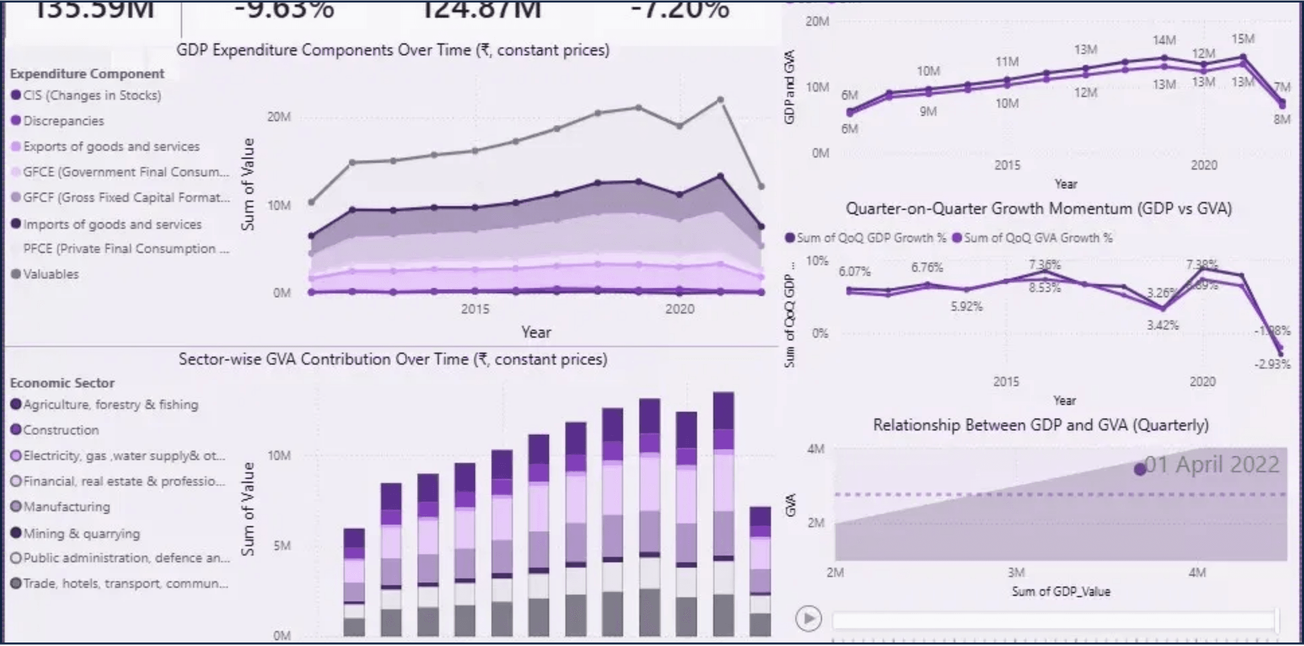 135.59M
-9.63%
124.87M
-7.20%
GDP Expenditure Components Over Time (₹, constant prices)
Expenditure Component
CIS (Changes in Stocks)
Discrepancies
Exports of goods and services
GFCE (Government Final Consum...
GFCF (Gross Fixed Capital Format...
Imports of goods and services
PFCE (Private Final Consumption ...
Valuables
Sum of Value
20M
10M
0M
2015
2020
Year
Sector-wise GVA Contribution Over Time (₹, constant prices)
Economic Sector
Agriculture, forestry & fishing
Construction
Electricity, gas ,water supply& ot...
Financial, real estate & professio...
Manufacturing
Mining & quarrying
Public administration, defence an...
Trade, hotels, transport, commun...
Sum of Value
10M
5M
0M
GDP and GVA
20M
10M
0M
6M
10M
11M
13M
14M
12M
15M
7M
6M
9M
10M
12M
13M
13M
13M
8M
2015
2020
Year
Quarter-on-Quarter Growth Momentum (GDP vs GVA)
Sum of QoQ GDP Growth %
Sum of QoQ GVA Growth %
Sum of QoQ GDP ...
10%
0%
6.07%
6.76%
5.92%
7.36%
8.53%
3.26%
3.42%
7.38%
-2.93%
2015
2020
Year
Relationship Between GDP and GVA (Quarterly)
GVA
4M
2M
01 April 2022
2M
3M
4M
Sum of GDP_Value